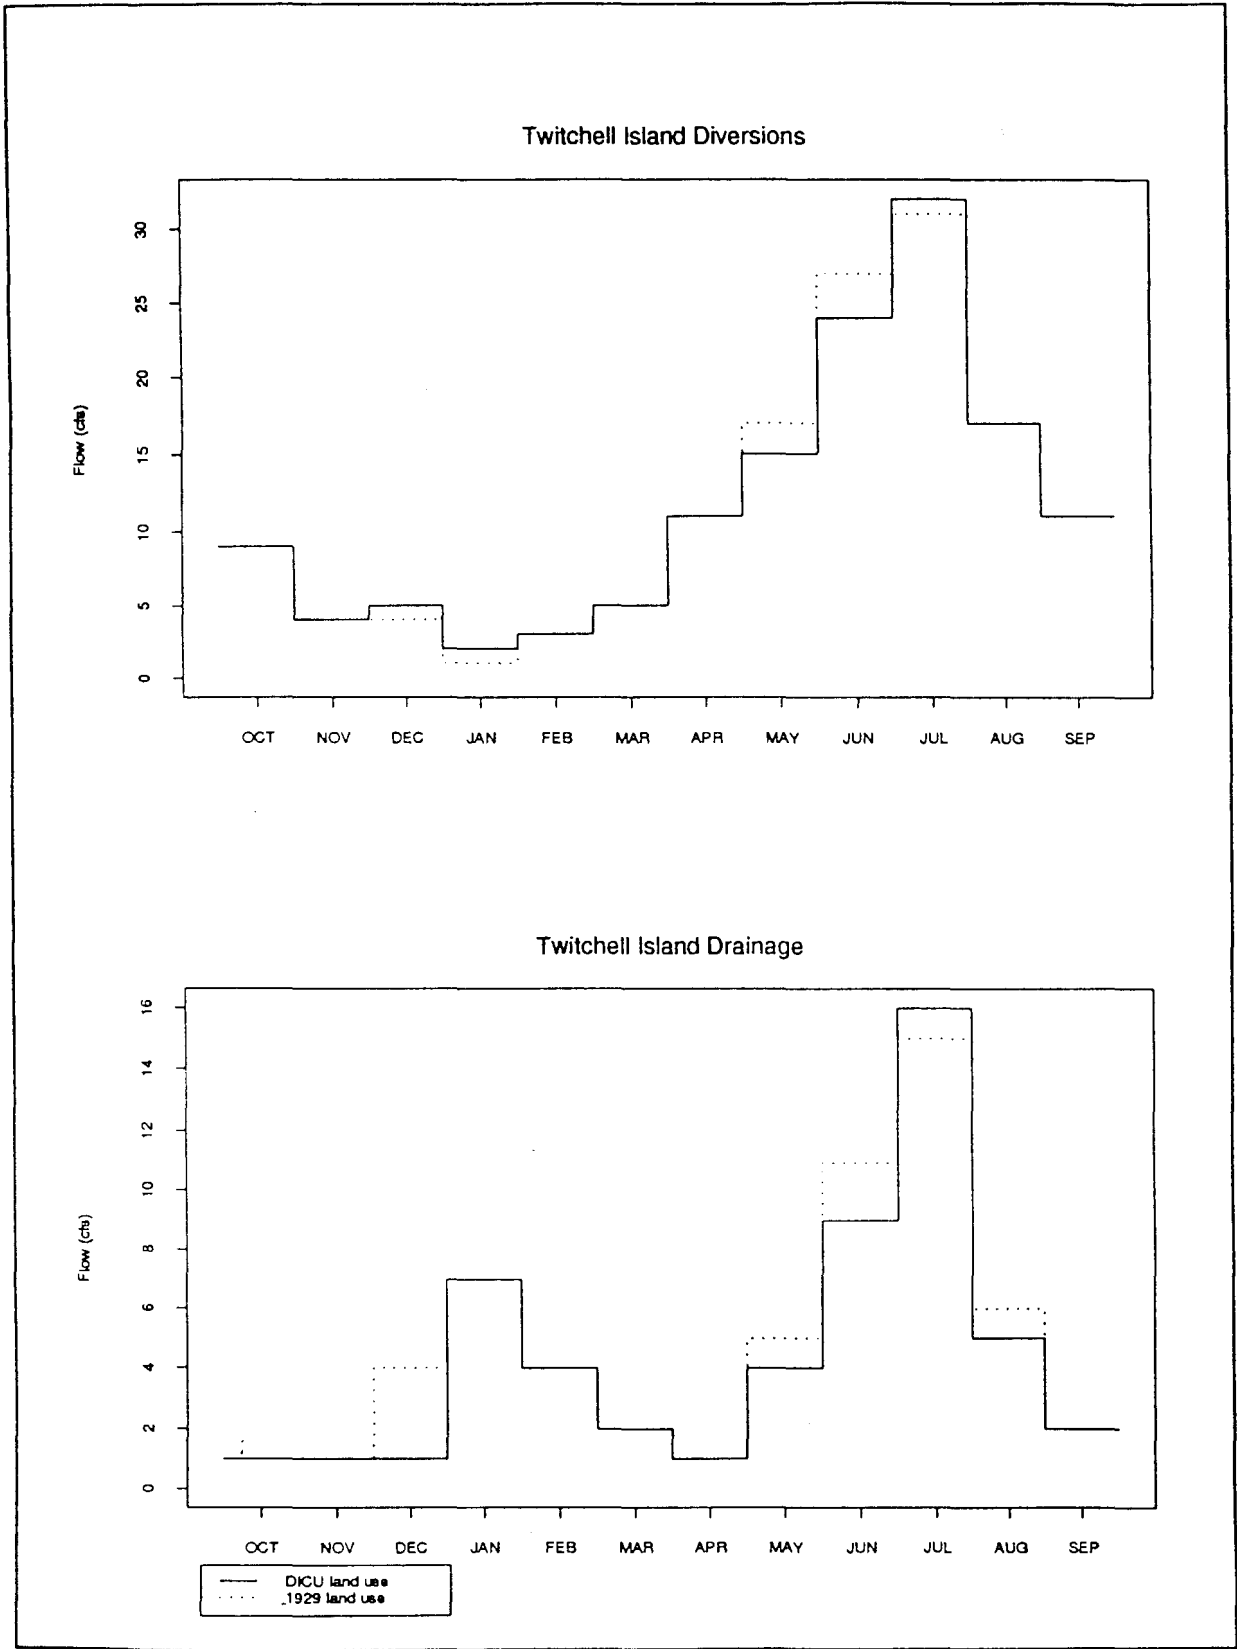 Twitchell Island Diversions
Flow (cfs)
30
25
20
15
10
5
0
OCT NOV DEC JAN FEB MAR APR MAY JUN JUL AUG SEP
Twitchell Island Drainage
Flow (cfs)
16
14
12
10
8
6
4
2
0
OCT NOV DEC JAN FEB MAR APR MAY JUN JUL AUG SEP
DICU land use
1929 land use